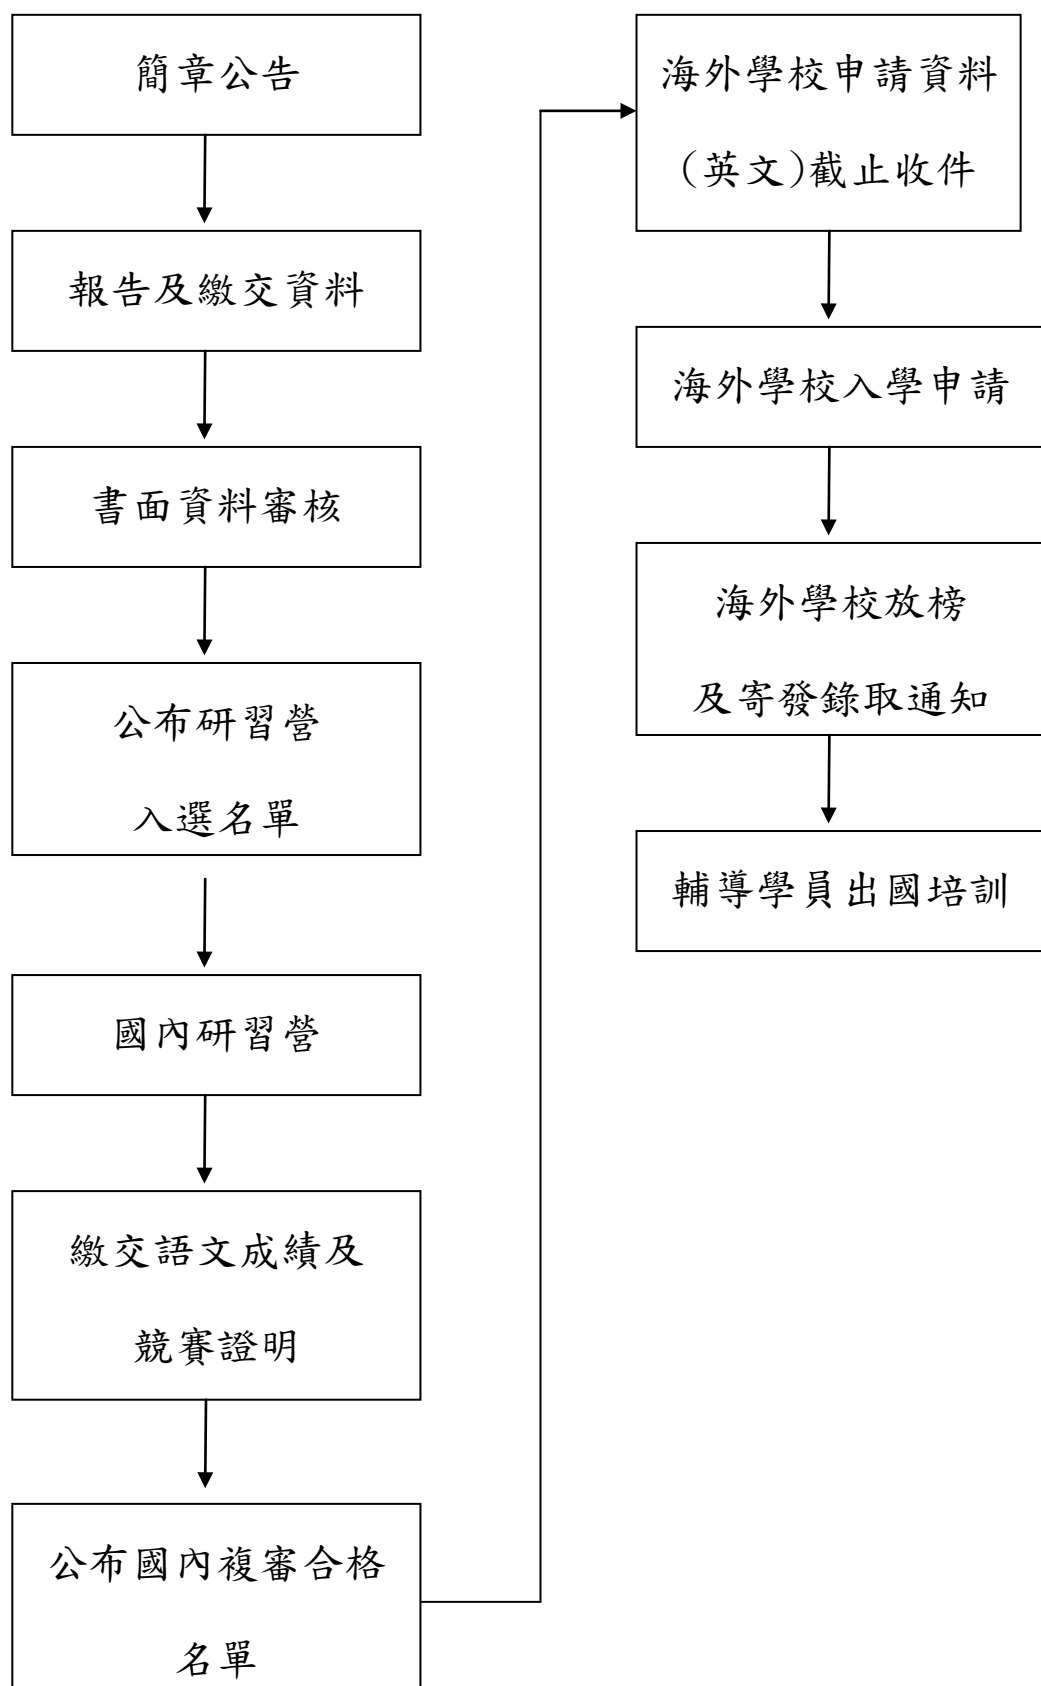 簡章公告
報告及繳交資料
書面資料審核
公布研習營
入選名單
國內研習營
繳交語文成績及
競賽證明
公布國內複審合格
名單
海外學校申請資料
(英文)截止收件
海外學校入學申請
海外學校放榜
及寄發錄取通知
輔導學員出國培訓